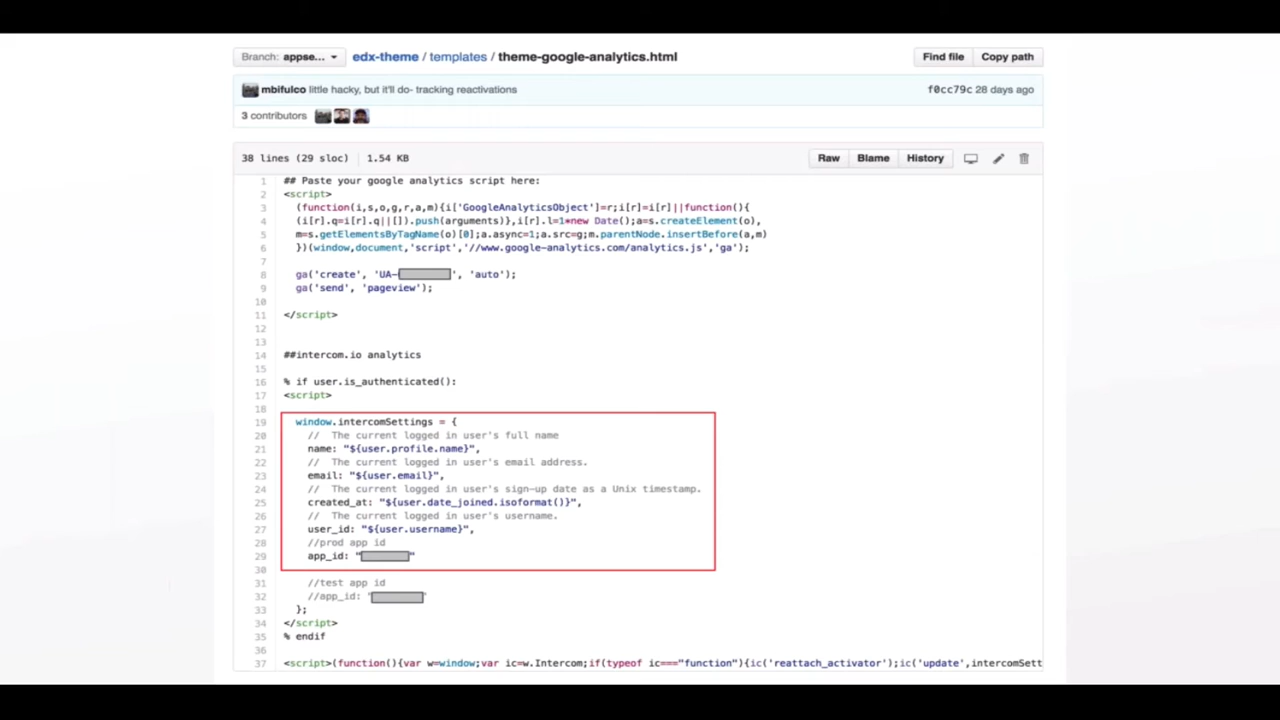 Branch: appse...
edx-theme / templates / theme-google-analytics.html
Find file
Copy path
mbifulco little hacky, but it'll do- tracking reactivations
f0cc79c 28 days ago
3 contributors
38 lines (29 sloc) 1.54 KB
Raw
Blame
History
1 ## Paste your google analytics script here:
2 <script>
3 (function(i,s,o,g,r,a,m){i['GoogleAnalyticsObject']=r;i[r]=i[r]||function(){
4 (i[r].q=i[r].q||[]).push(arguments)},i[r].l=1*new Date();a=s.createElement(o),
5 m=s.getElementsByTagName(o)[0];a.async=1;a.src=g;m.parentNode.insertBefore(a,m)
6 })(window,document,'script','//www.google-analytics.com/analytics.js','ga');
7
8 ga('create', 'UA-', 'auto');
9 ga('send', 'pageview');
10
11 </script>
12
13
14 ##intercom.io analytics
15
16 % if user.is_authenticated():
17 <script>
18
19 window.intercomSettings = {
20 // The current logged in user's full name
21 name: "${user.profile.name}",
22 // The current logged in user's email address.
23 email: "${user.email}",
24 // The current logged in user's sign-up date as a Unix timestamp.
25 created_at: "${user.date_joined.isoformat()}",
26 // The current logged in user's username.
27 user_id: "${user.username}",
28 //prod app id
29 app_id: ""
30
31 //test app id
32 //app_id: ""
33 };
34 </script>
35 % endif
36
37 <script>(function(){var w=window;var ic=w.Intercom;if(typeof ic==="function"){ic('reattach_activator');ic('update',intercomSett